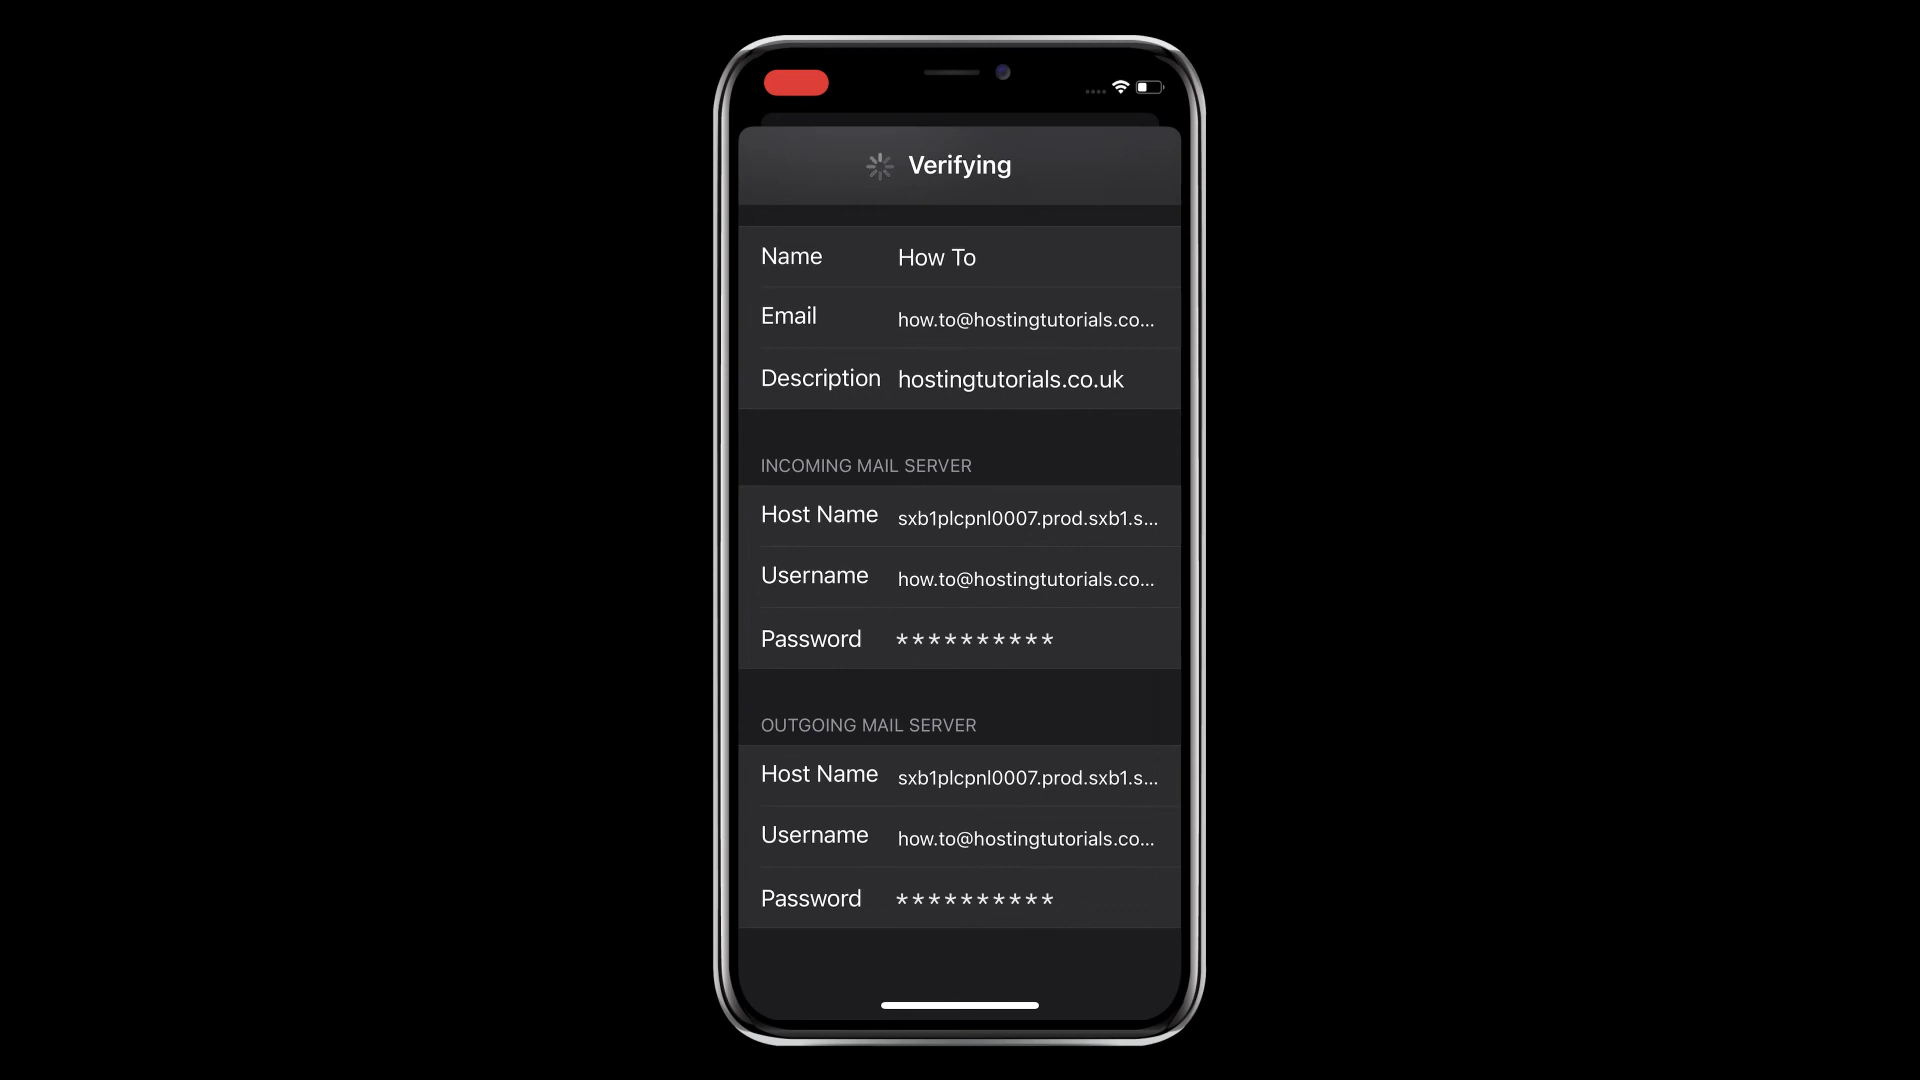 Verifying
Name How To
Email how.to@hostingtutorials.co...
Description hostingtutorials.co.uk
INCOMING MAIL SERVER
Host Name sxb1plcpnl0007.prod.sxb1.s...
Username how.to@hostingtutorials.co...
Password **********
OUTGOING MAIL SERVER
Host Name sxb1plcpnl0007.prod.sxb1.s...
Username how.to@hostingtutorials.co...
Password **********